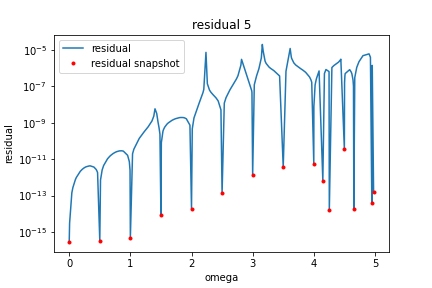 residual 5
residual
residual snapshot
residual
10⁻⁵
10⁻⁷
10⁻⁹
10⁻¹¹
10⁻¹³
10⁻¹⁵
0 1 2 3 4 5
omega